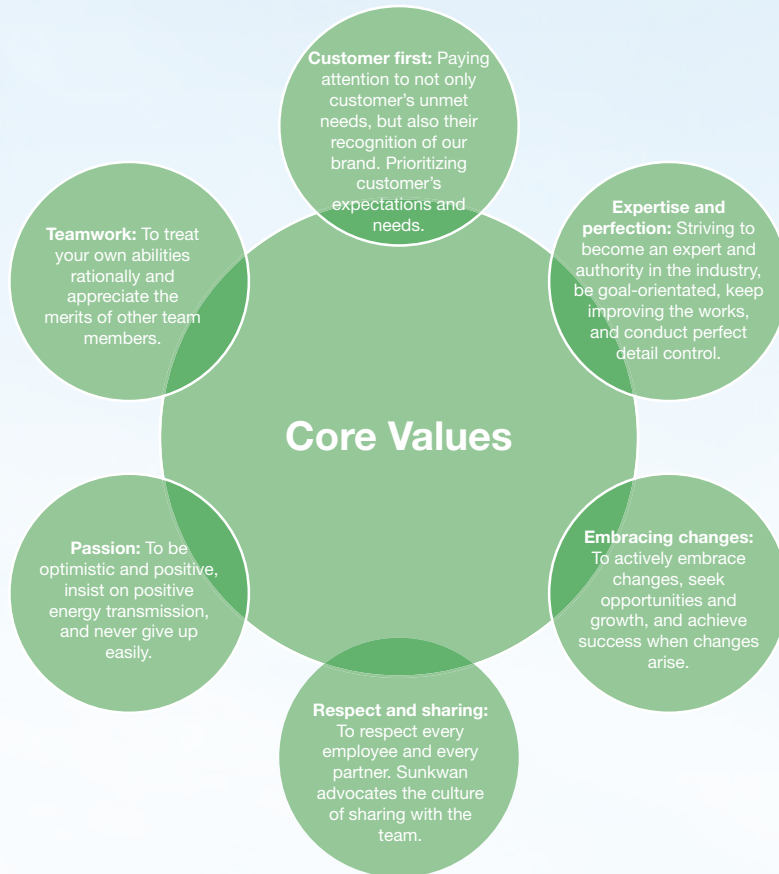 Customer first: Paying
attention to not only
customer's unmet
needs, but also their
recognition of our
brand. Prioritizing
customer's
expectations and
needs.
Expertise and
perfection: Striving to
become an expert and
authority in the industry,
be goal-orientated, keep
improving the works,
and conduct perfect
detail control.
Teamwork: To treat
your own abilities
rationally and
appreciate the
merits of other team
members.
Core Values
Passion: To be
optimistic and positive,
insist on positive
energy transmission,
and never give up
easily.
Embracing changes:
To actively embrace
changes, seek
opportunities and
growth, and achieve
success when changes
arise.
Respect and sharing:
To respect every
employee and every
partner. Sunkwan
advocates the culture
of sharing with the
team.